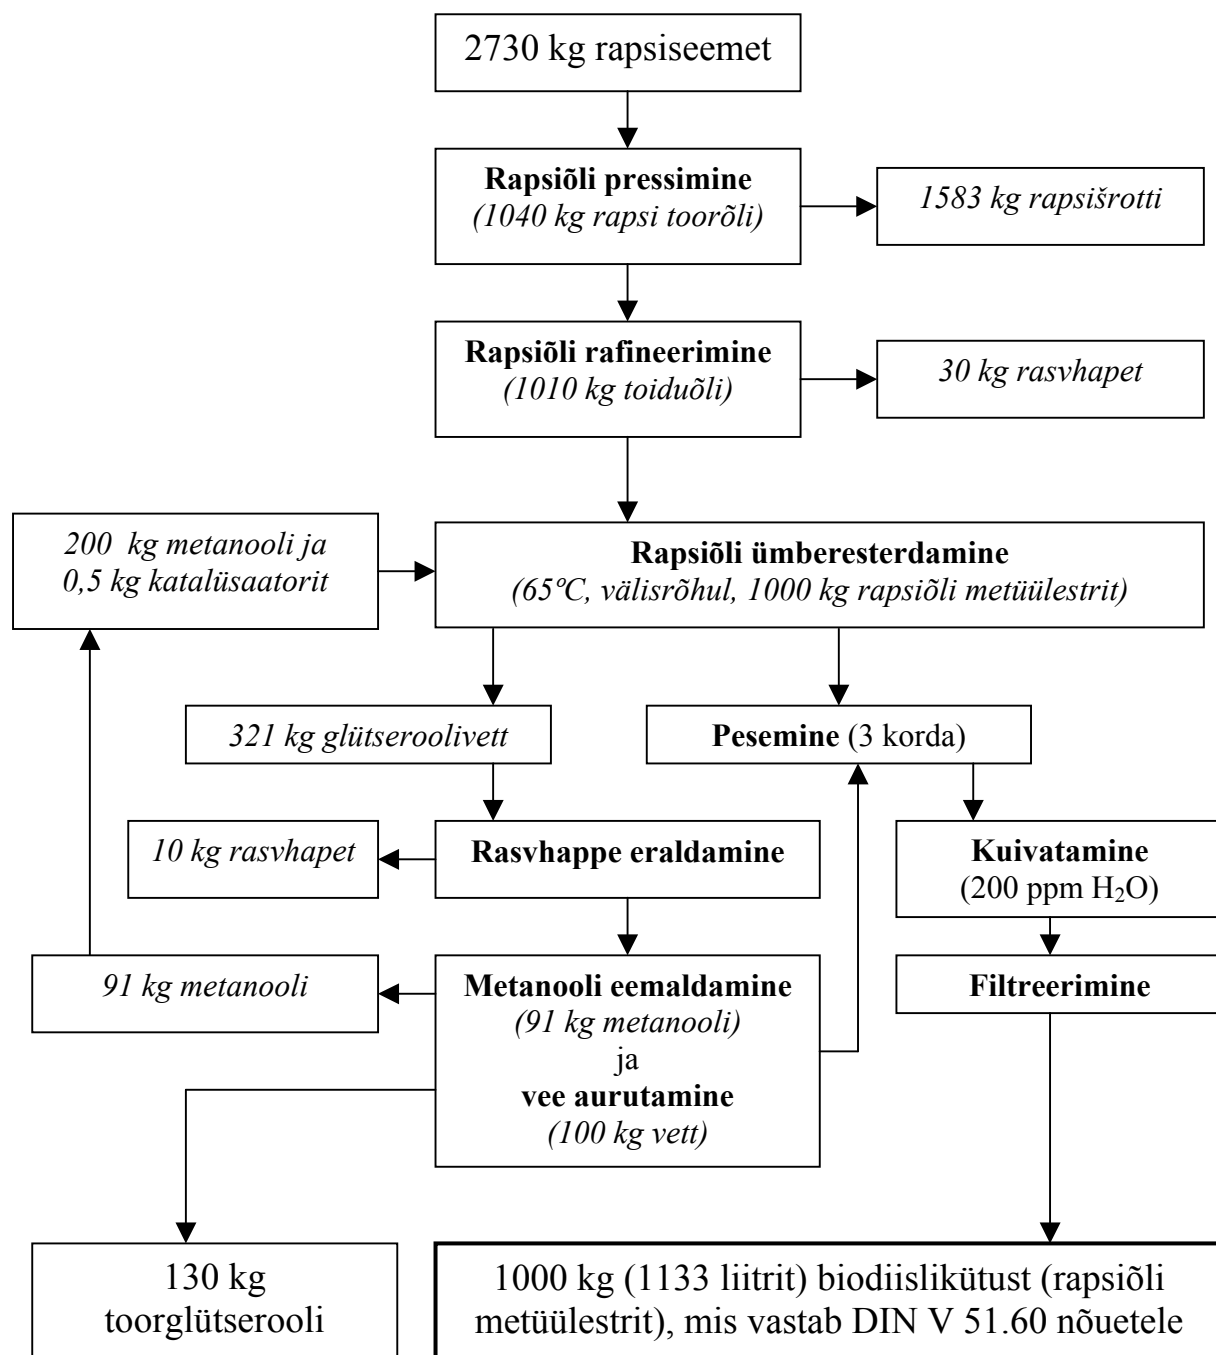 2730 kg rapsiseemet
Rapsiõli pressimine
(1040 kg rapsi toorõli)
1583 kg rapsišrotti
Rapsiõli rafineerimine
(1010 kg toiduõli)
30 kg rasvhapet
200 kg metanooli ja
0,5 kg katalüsaatorit
Rapsiõli ümberesterdamine
(65°C, välisrõhul, 1000 kg rapsiõli metüülestrit)
321 kg glütseroolivett
Pesemine (3 korda)
10 kg rasvhapet
Rasvhappe eraldamine
Kuivatamine
(200 ppm H₂O)
91 kg metanooli
Metanooli eemaldamine
(91 kg metanooli)
ja
vee aurutamine
(100 kg vett)
Filtreerimine
130 kg
toorglütserooli
1000 kg (1133 liitrit) biodiislikütust (rapsiõli
metüülestrit), mis vastab DIN V 51.60 nõuetele